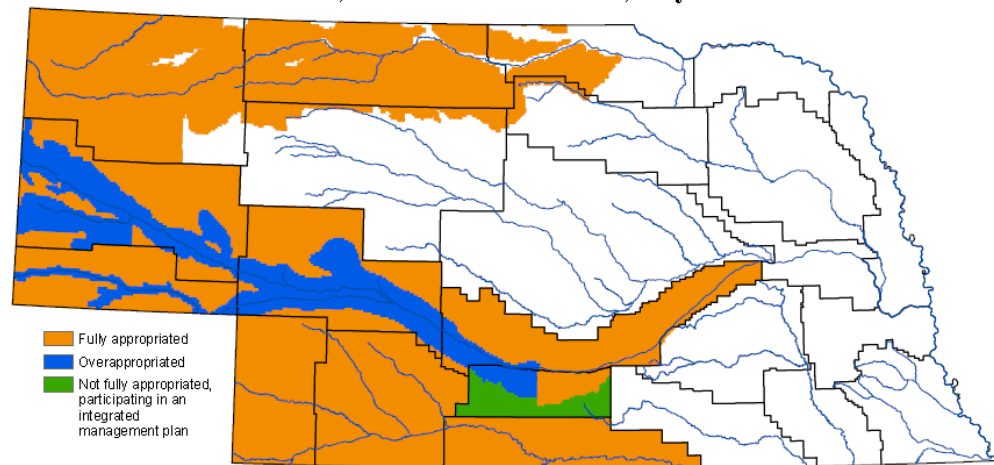 Fully appropriated
Overappropriated
Not fully appropriated,
participating in an
integrated
management plan